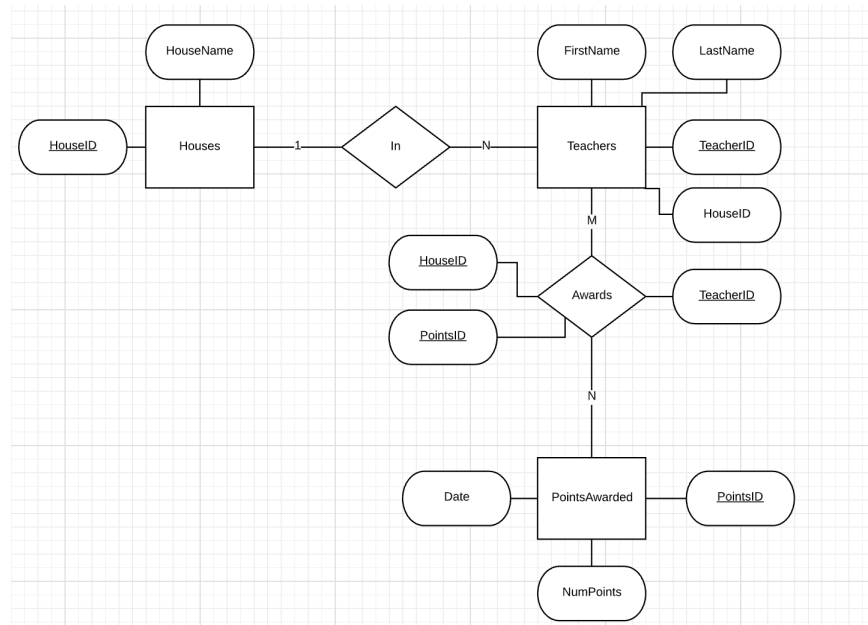 HouseName
FirstName
LastName
HouseID
Houses
1
In
N
Teachers
TeacherID
HouseID
M
HouseID
Awards
TeacherID
PointsID
N
Date
PointsAwarded
PointsID
NumPoints